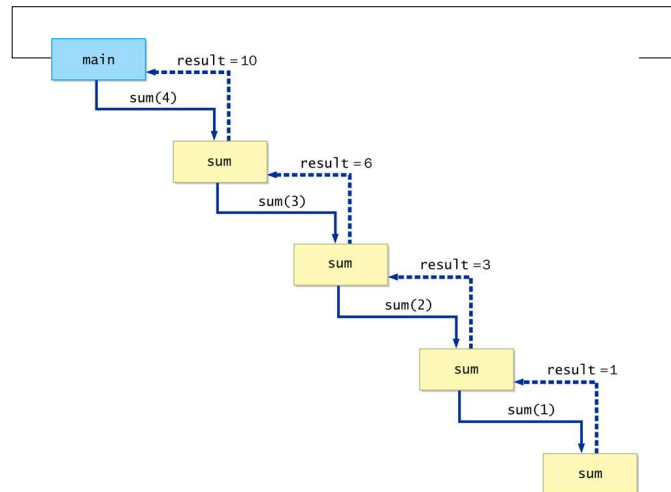 main
result = 10
sum(4)
sum
result = 6
sum(3)
sum
result = 3
sum(2)
sum
result = 1
sum(1)
sum